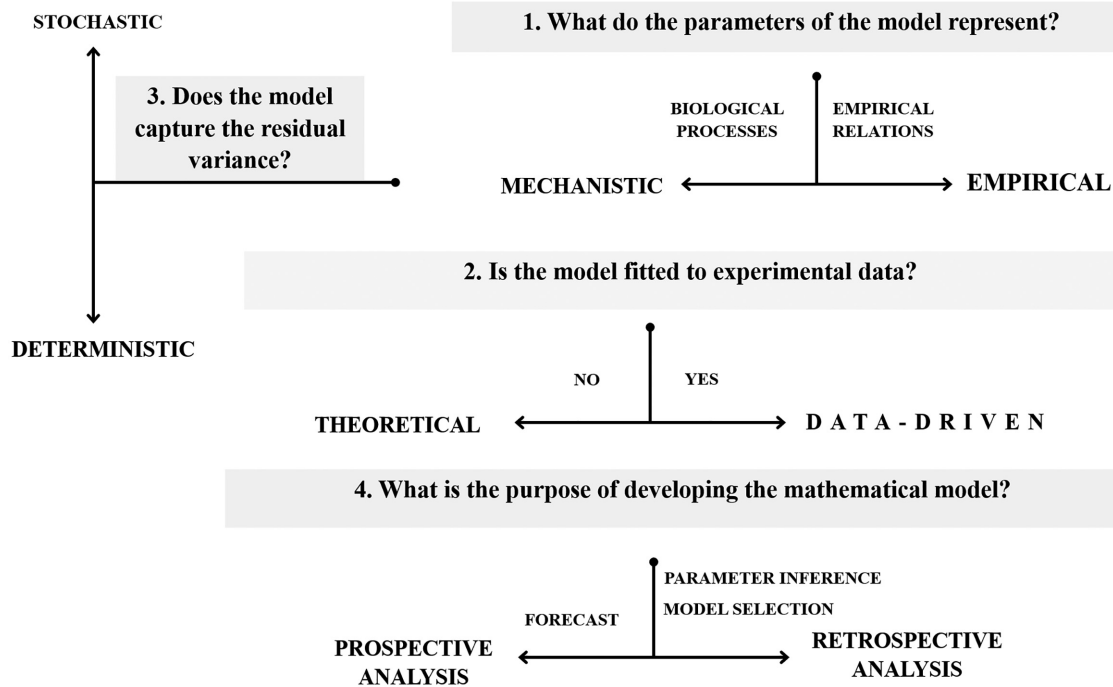 STOCHASTIC
3. Does the model
capture the residual
variance?
DETERMINISTIC
1. What do the parameters of the model represent?
BIOLOGICAL
PROCESSES
EMPIRICAL
RELATIONS
MECHANISTIC
EMPIRICAL
2. Is the model fitted to experimental data?
NO
YES
THEORETICAL
DATA-DRIVEN
4. What is the purpose of developing the mathematical model?
FORECAST
PARAMETER INFERENCE
MODEL SELECTION
PROSPECTIVE
ANALYSIS
RETROSPECTIVE
ANALYSIS